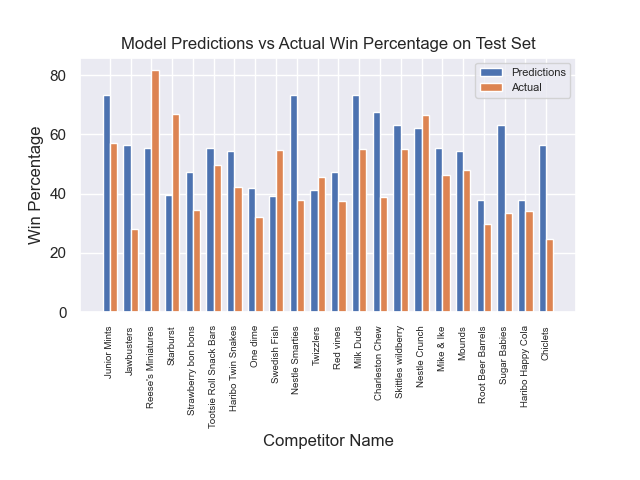 Model Predictions vs Actual Win Percentage on Test Set
Predictions
Actual
Win Percentage
80
60
40
20
0
Junior Mints
Jawbusters
Reese's Miniatures
Starburst
Strawberry bon bons
Tootsie Roll Snack Bars
Haribo Twin Snakes
One dime
Swedish Fish
Nestle Smarties
Twizzlers
Red vines
Milk Duds
Charleston Chew
Skittles wildberry
Nestle Crunch
Mike & Ike
Mounds
Root Beer Barrels
Sugar Babies
Haribo Happy Cola
Chiclets
Competitor Name